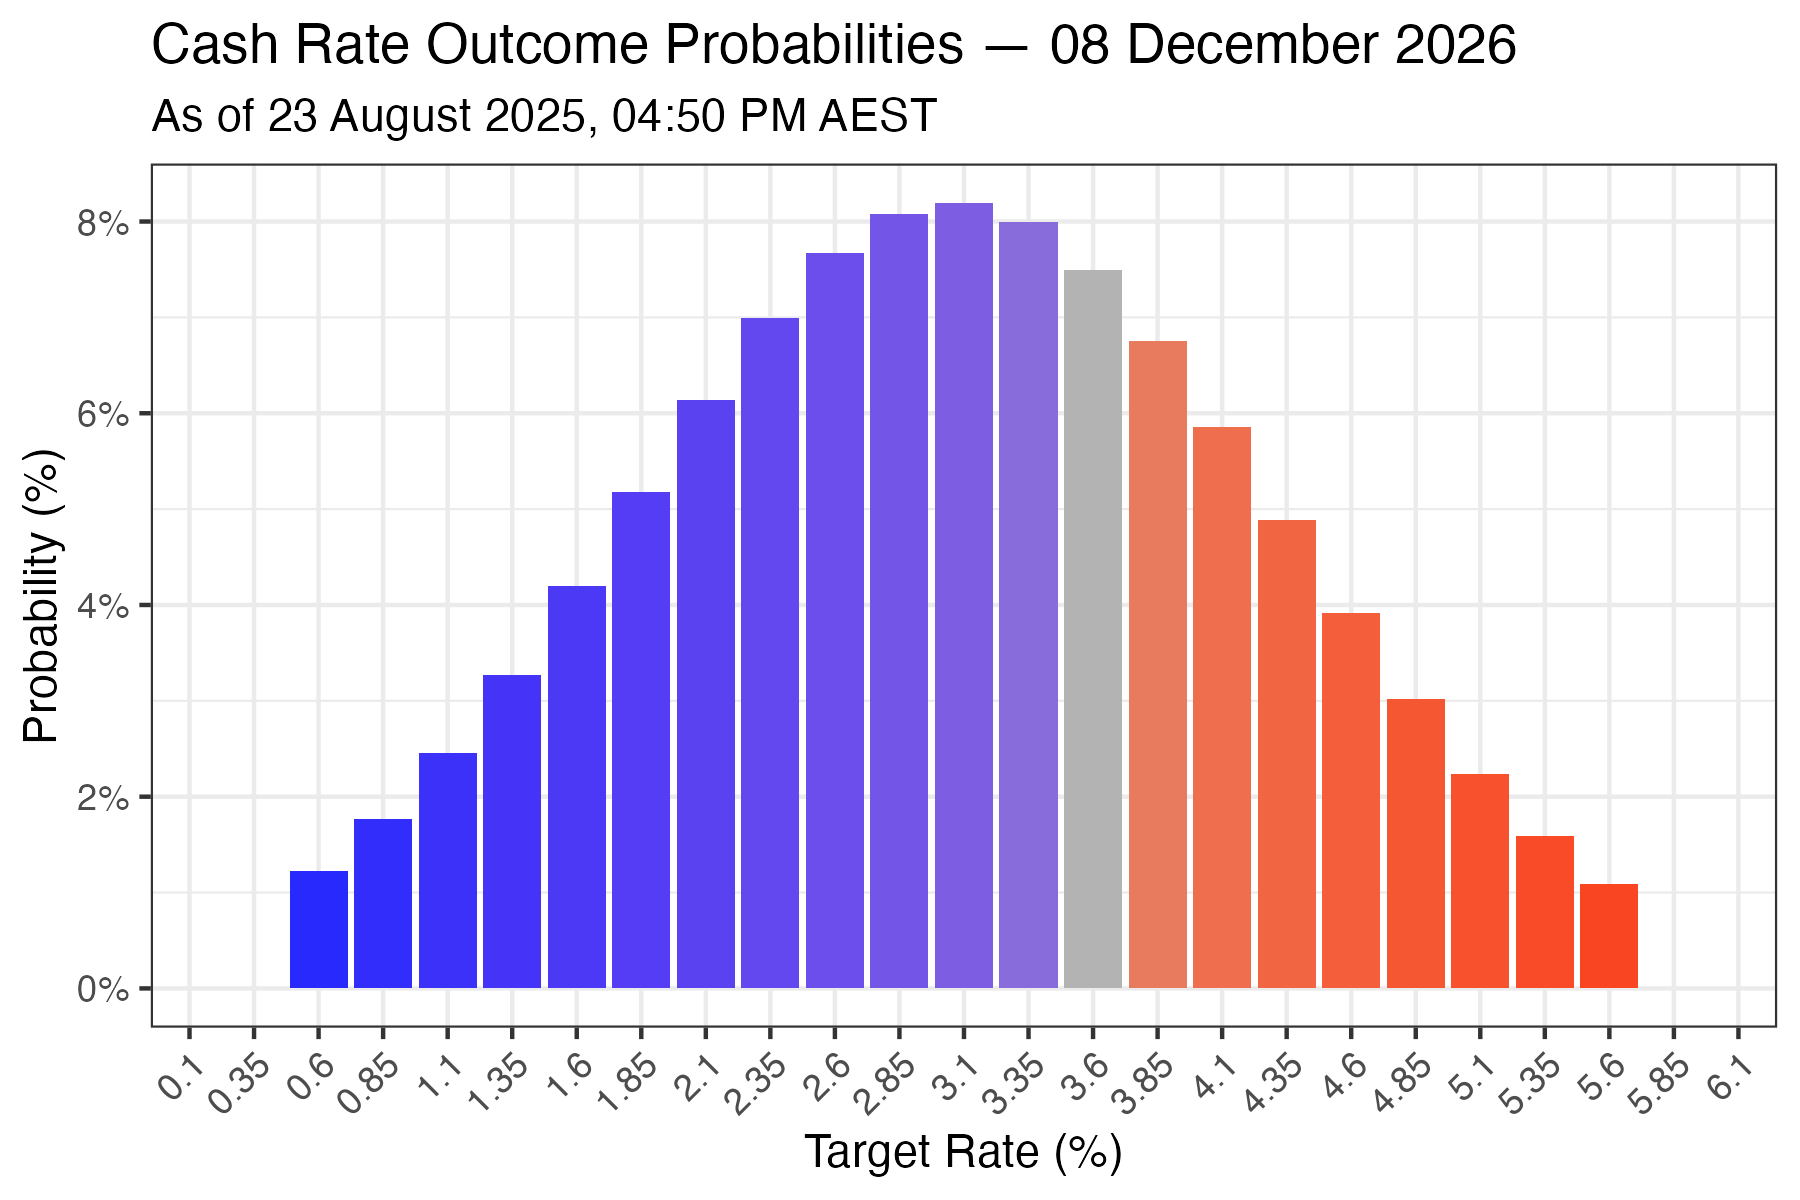 Cash Rate Outcome Probabilities — 08 December 2026
As of 23 August 2025, 04:50 PM AEST
Probability (%)
8%
6%
4%
2%
0%
0.1 0.35 0.6 0.85 1.1 1.35 1.6 1.85 2.1 2.35 2.6 2.85 3.1 3.35 3.6 3.85 4.1 4.35 4.6 4.85 5.1 5.35 5.6 5.85 6.1
Target Rate (%)